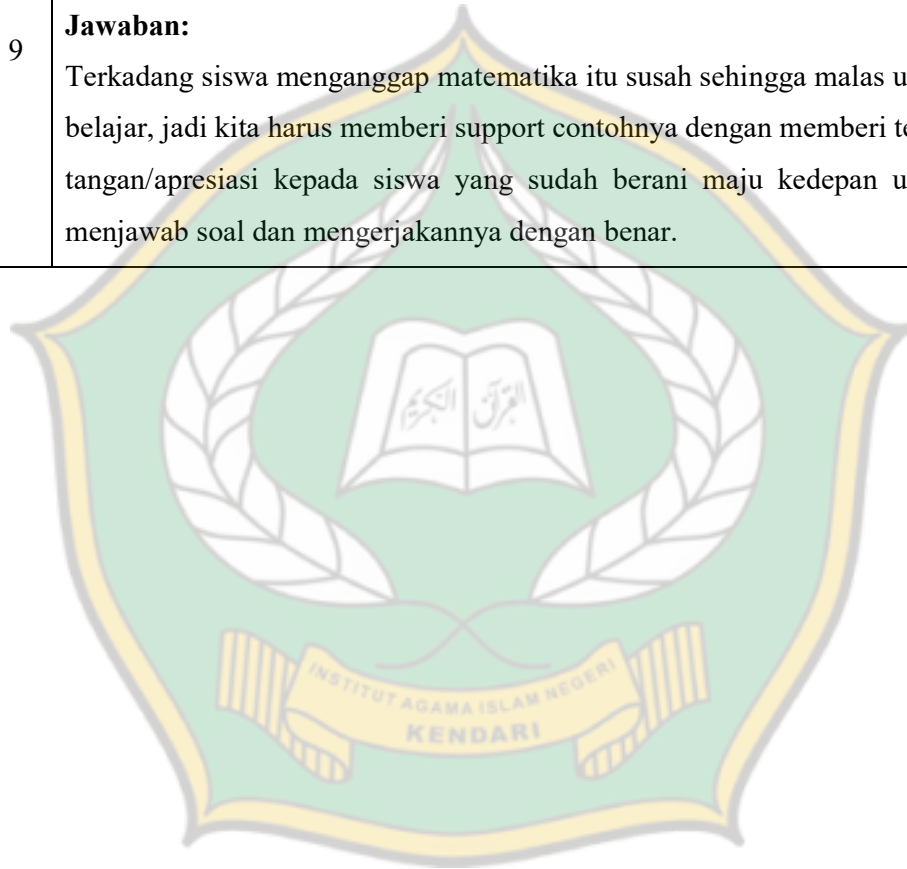 9
Jawaban:
Terkadang siswa menganggap matematika itu susah sehingga malas u
belajar, jadi kita harus memberi support contohnya dengan memberi te
tangan/apresiasi kepada siswa yang sudah berani maju kedepan u
menjawab soal dan mengerjakannya dengan benar.
القرآن الكريم
INSTITUT AGAMA ISLAM NEGERI
KENDARI